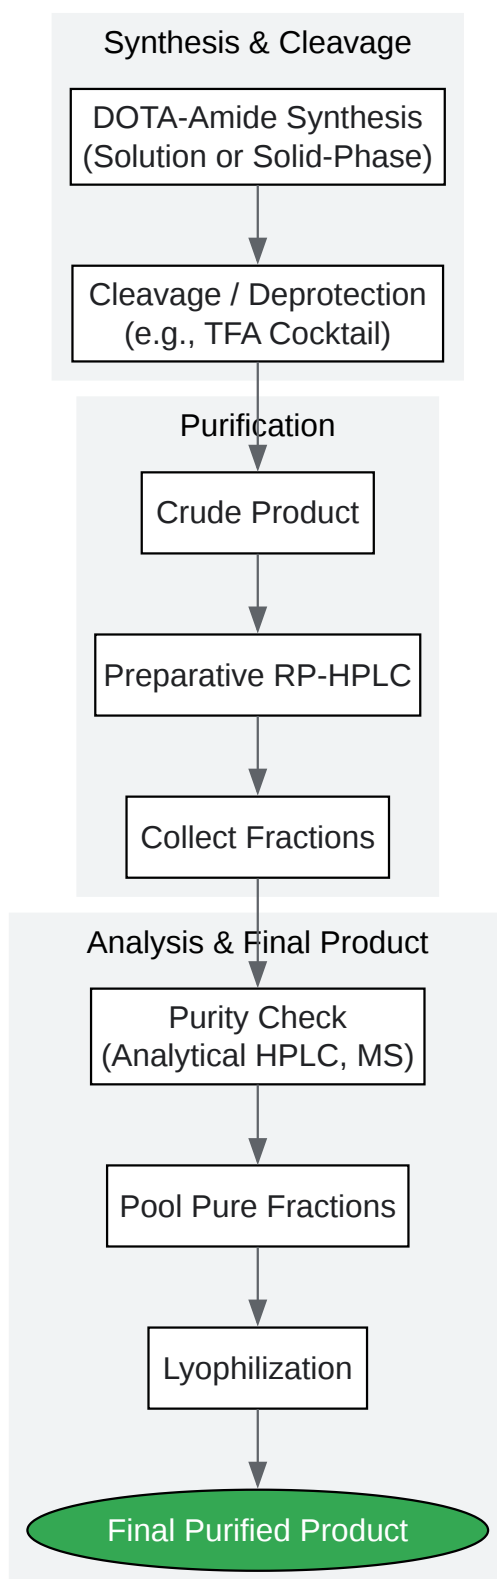 Synthesis & Cleavage
DOTA-Amide Synthesis
(Solution or Solid-Phase)
Cleavage / Deprotection
(e.g., TFA Cocktail)
Purification
Crude Product
Preparative RP-HPLC
Collect Fractions
Analysis & Final Product
Purity Check
(Analytical HPLC, MS)
Pool Pure Fractions
Lyophilization
Final Purified Product